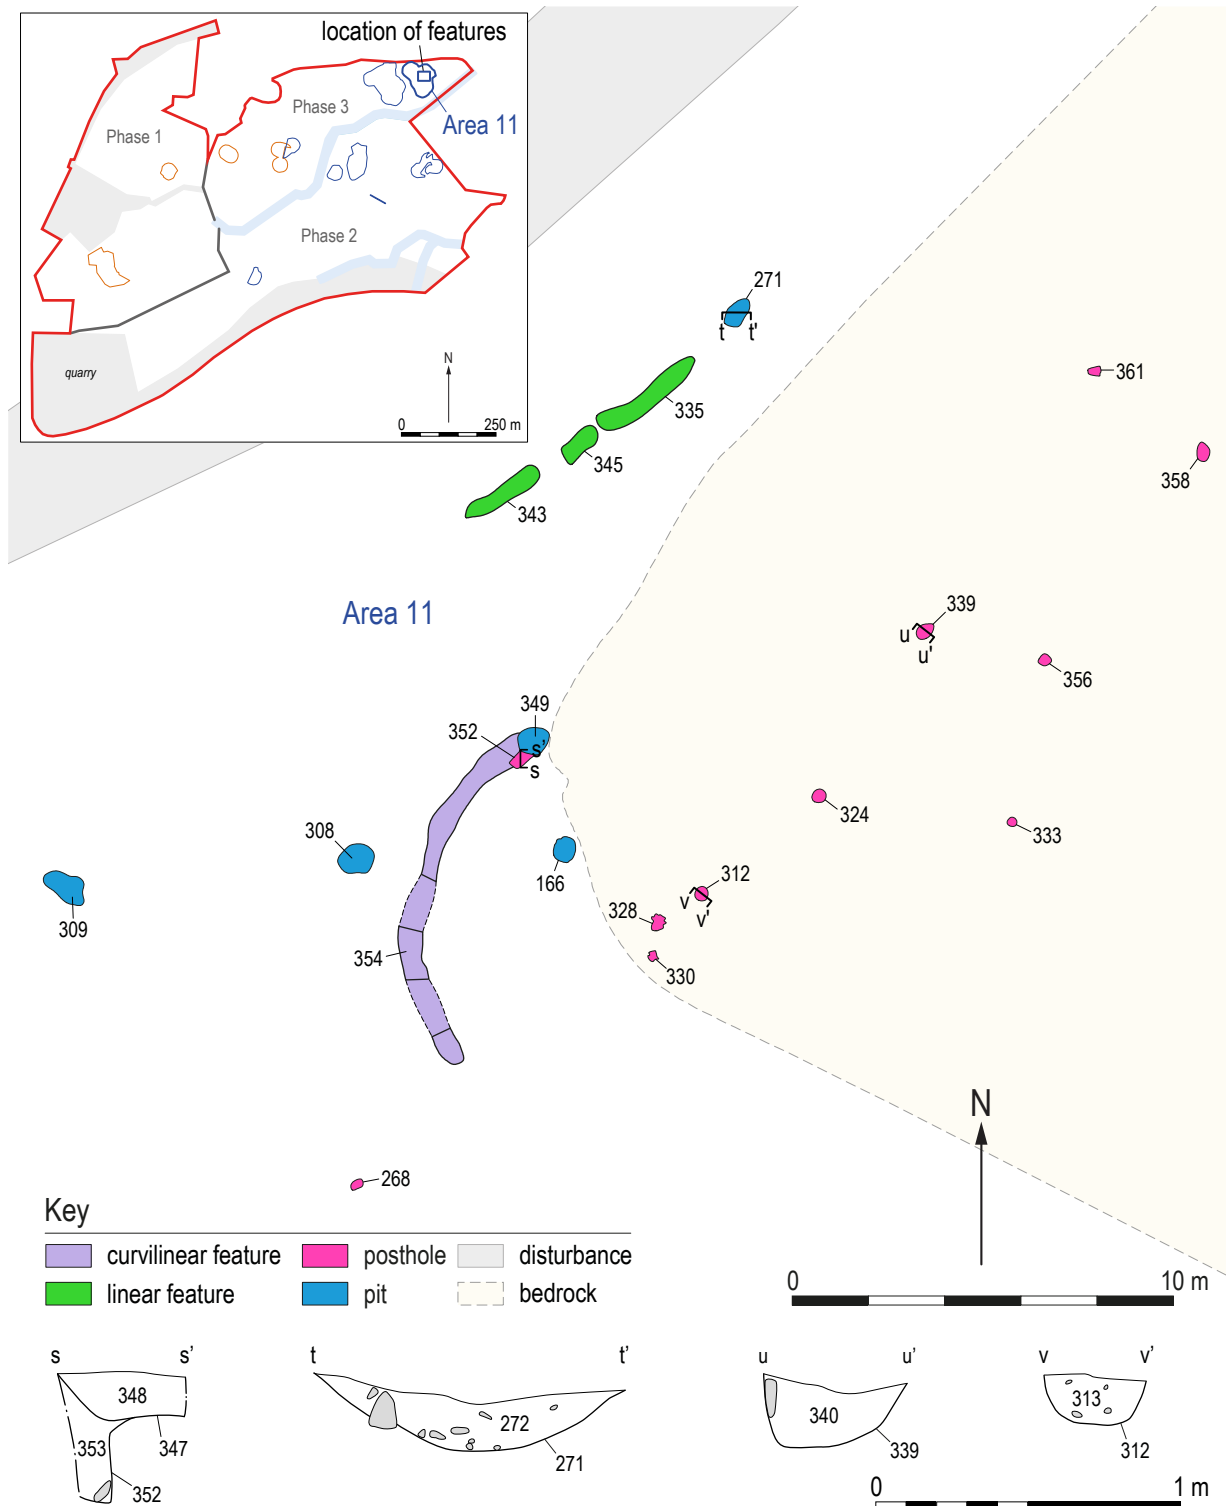 location of features
Phase 3
Area 11
Phase 1
Phase 2
quarry
N
0 250 m
271
t t'
361
335
358
345
343
Area 11
339
u
u'
356
349
352
s'
s
324
333
308
166
312
v
v'
328
309
354
330
N
268
Key
curvilinear feature posthole disturbance
linear feature pit bedrock
0 10 m
s s' t t' u u' v v'
348
353
347
352
272
271
340
339
313
312
0 1 m